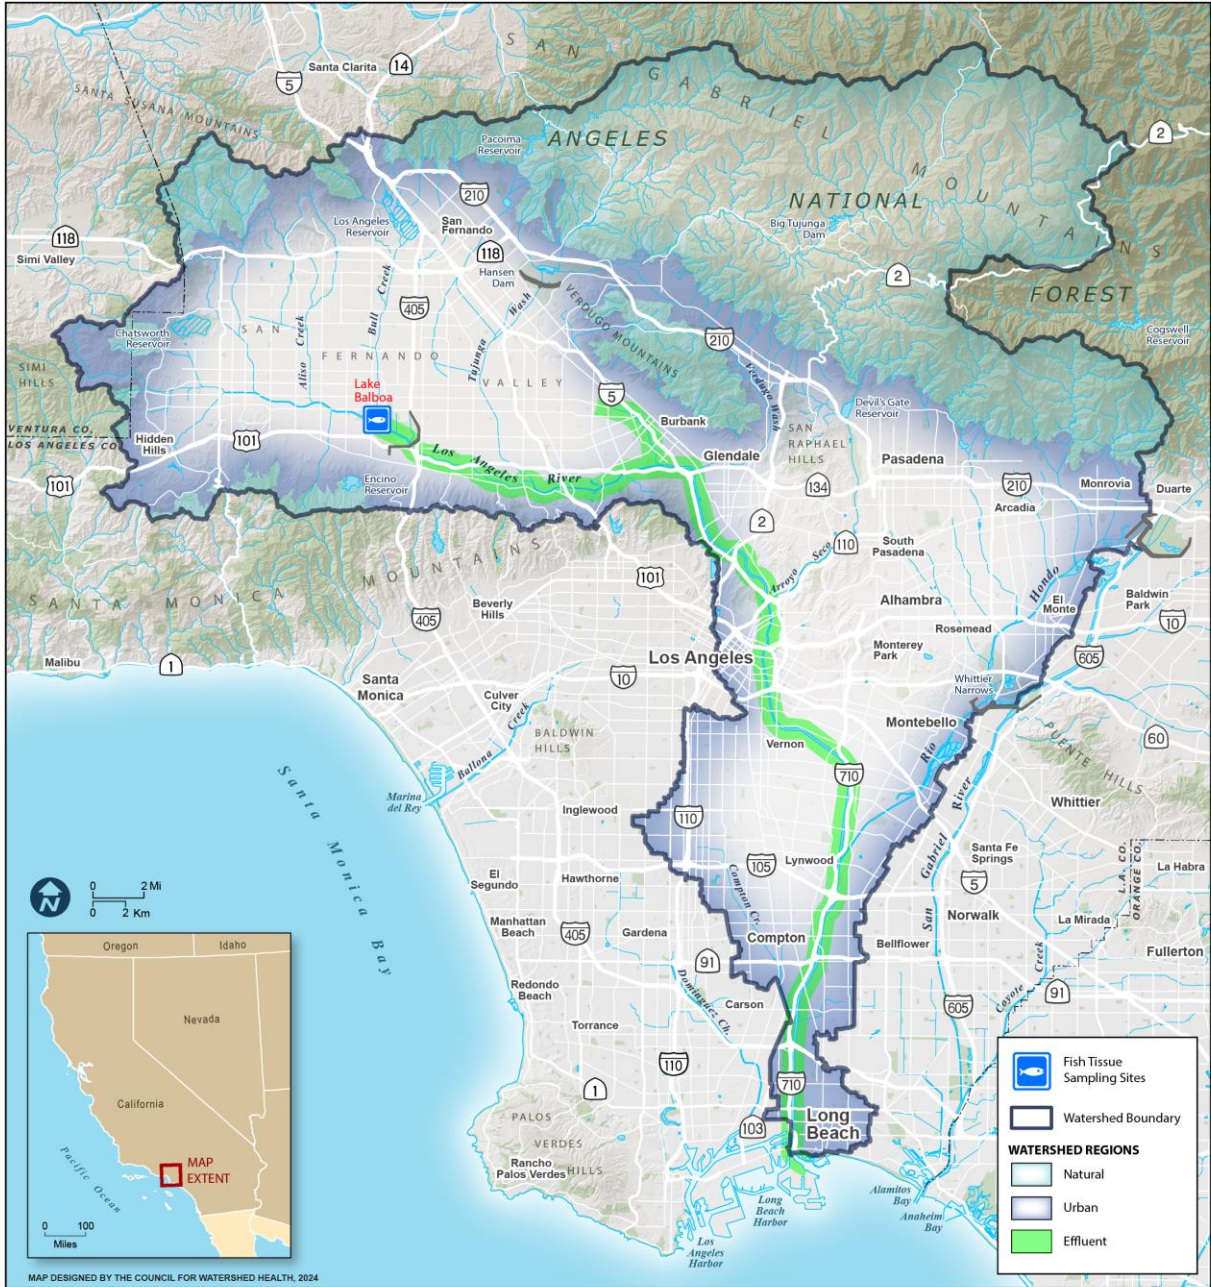 Santa Clarita
5
14
SAN
GABRIEL
MOUNTAINS
SANTA SUSANA MOUNTAINS
Pacoima
Reservoir
ANGELES
NATIONAL
FOREST
2
210
Los Angeles
Reservoir
San
Fernando
118
Big Tujunga
Dam
118
Simi Valley
Hansen
Dam
2
405
Bull Creek
Aliso Creek
Tujunga Wash
VERDUGO MOUNTAINS
210
Cogswell
Reservoir
Chatsworth
Reservoir
SAN
FERNANDO
VALLEY
SIMI
HILLS
Lake
Balboa
5
Burbank
Verdugo Wash
Devil's Gate
Reservoir
VENTURA CO.
LOS ANGELES CO.
Hidden
Hills
101
Los Angeles River
Glendale
SAN
RAPHAEL
HILLS
Pasadena
101
Encino
Reservoir
134
210
Monrovia
Duarte
Arcadia
2
110
South
Pasadena
SANTA MONICA MOUNTAINS
101
Arroyo Seco
Hondo
Beverly
Hills
405
Alhambra
El
Monte
Baldwin
Park
10
Rosemead
Monterey
Park
605
Malibu
1
Los Angeles
Santa
Monica
10
Whittier
Narrows
Culver
City
Ballona Creek
BALDWIN
HILLS
Montebello
Vernon
Rio
60
PUENTE HILLS
710
Marina
del Rey
Santa Monica Bay
Inglewood
110
Whittier
San Gabriel River
Santa Fe
Springs
L.A. CO.
ORANGE CO.
La Habra
Lynwood
105
5
N
0 2 Mi
0 2 Km
El
Segundo
Hawthorne
Compton Cr.
Norwalk
La Mirada
Manhattan
Beach
405
Gardena
91
Compton
Bellflower
Fullerton
Coyote Creek
91
Redondo
Beach
Dominguez Ch.
Carson
605
Torrance
110
1
710
103
Long
Beach
PALOS
VERDES
HILLS
Rancho
Palos Verdes
Long
Beach
Harbor
Los
Angeles
Harbor
Alamitos
Bay
Anaheim
Bay
Oregon
Idaho
Nevada
California
Pacific Ocean
MAP
EXTENT
0 100
Miles
Fish Tissue
Sampling Sites
Watershed Boundary
WATERSHED REGIONS
Natural
Urban
Effluent
MAP DESIGNED BY THE COUNCIL FOR WATERSHED HEALTH, 2024